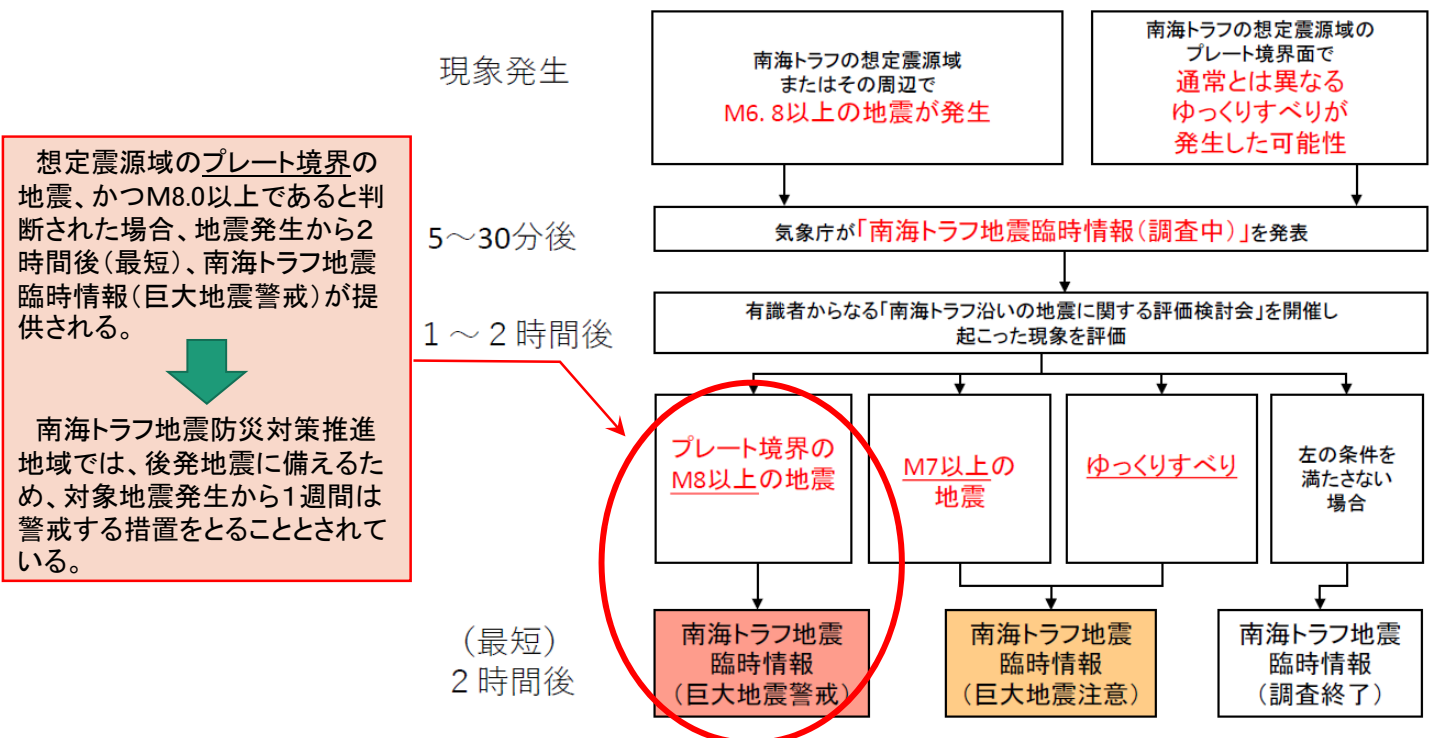 現象発生
南海トラフの想定震源域
またはその周辺で
M6.8以上の地震が発生
南海トラフの想定震源域の
プレート境界面で
通常とは異なる
ゆっくりすべりが
発生した可能性
想定震源域のプレート境界の
地震、かつM8.0以上であると判
断された場合、地震発生から2
時間後(最短)、南海トラフ地震
臨時情報(巨大地震警戒)が提
供される。
南海トラフ地震防災対策推進
地域では、後発地震に備えるた
め、対象地震発生から1週間は
警戒する措置をとることとされて
いる。
5～30分後
気象庁が「南海トラフ地震臨時情報(調査中)」を発表
1～2時間後
有識者からなる「南海トラフ沿いの地震に関する評価検討会」を開催し
起こった現象を評価
プレート境界の
M8以上の地震
M7以上の
地震
ゆっくりすべり
左の条件を
満たさない
場合
(最短)
2時間後
南海トラフ地震
臨時情報
(巨大地震警戒)
南海トラフ地震
臨時情報
(巨大地震注意)
南海トラフ地震
臨時情報
(調査終了)